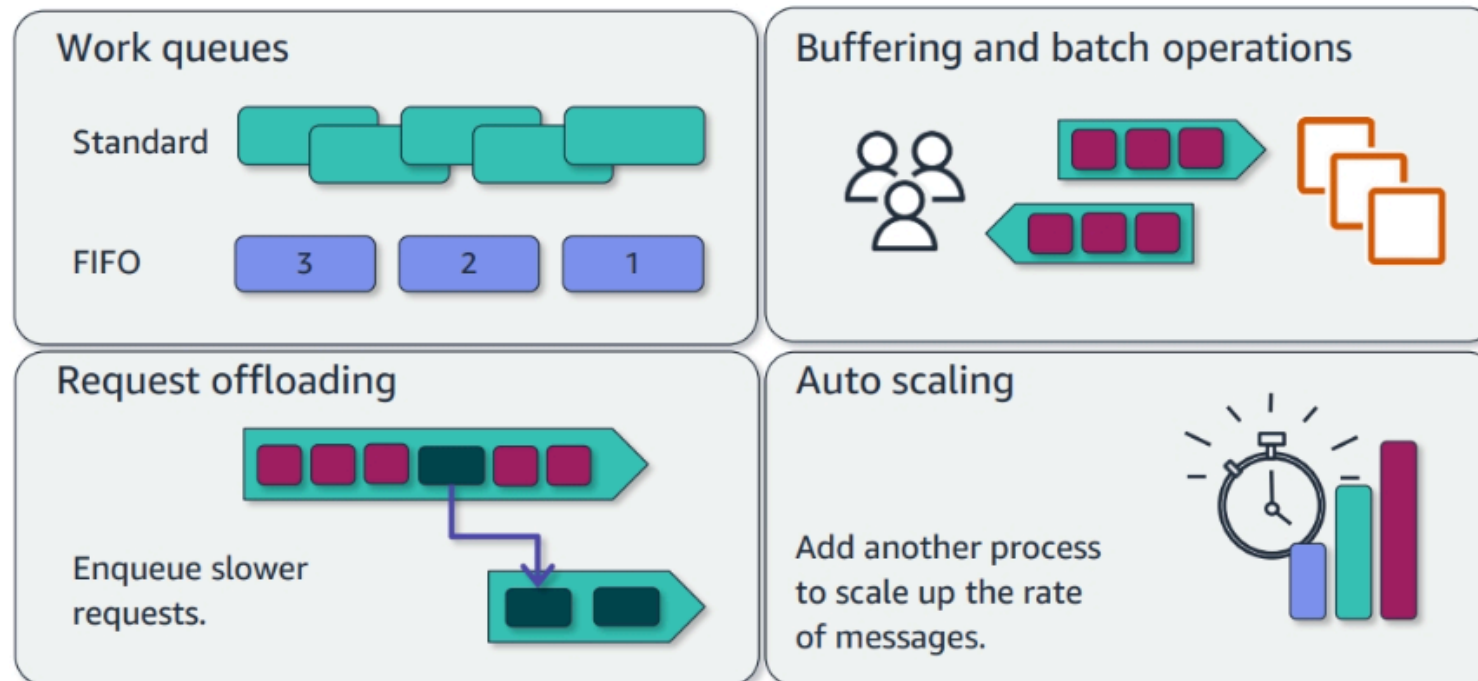 Work queues
Standard
FIFO
3 2 1
Buffering and batch operations
Request offloading
Enqueue slower
requests.
Auto scaling
Add another process
to scale up the rate
of messages.